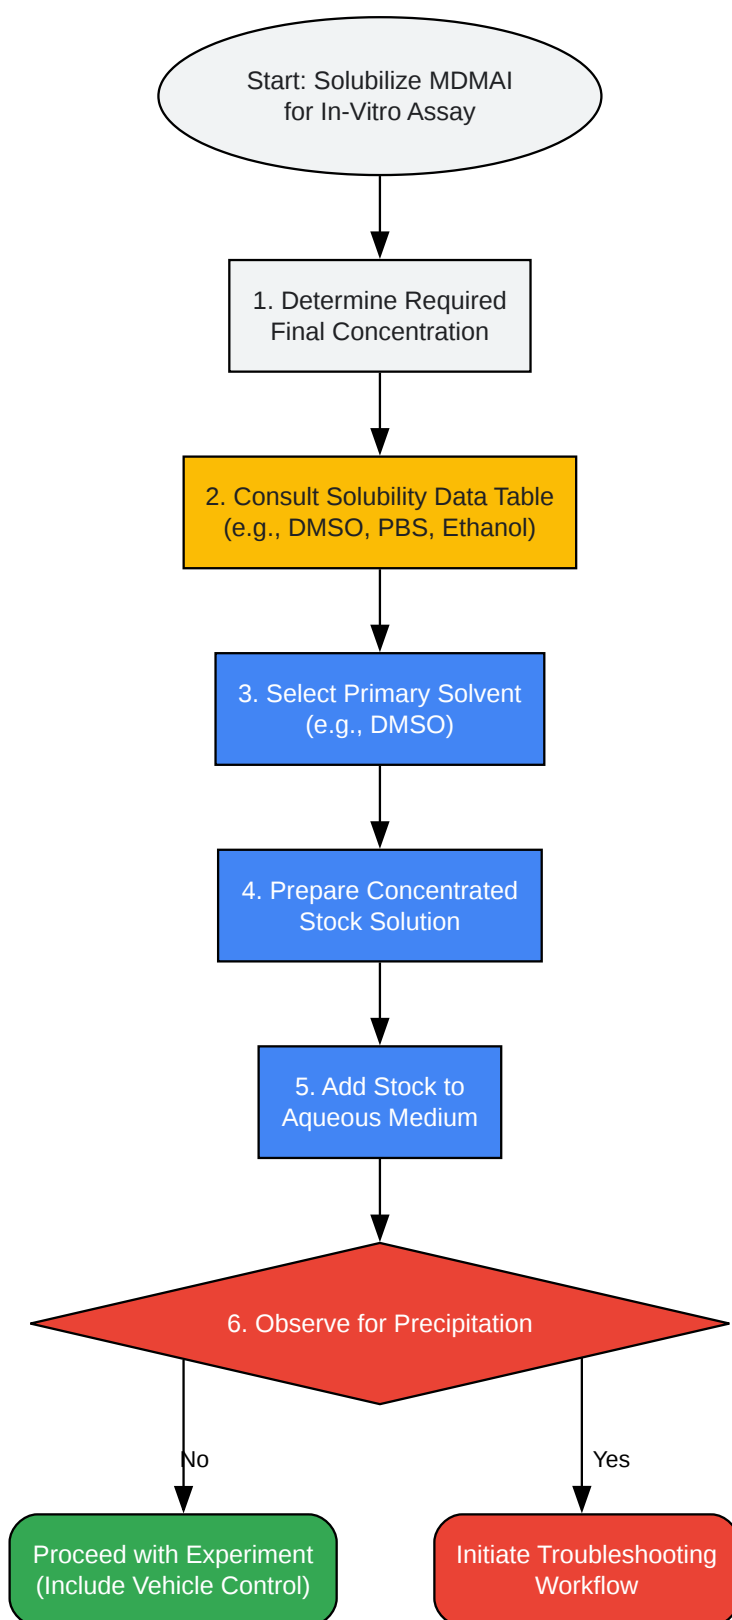 Start: Solubilize MDMAI
for In-Vitro Assay
1. Determine Required
Final Concentration
2. Consult Solubility Data Table
(e.g., DMSO, PBS, Ethanol)
3. Select Primary Solvent
(e.g., DMSO)
4. Prepare Concentrated
Stock Solution
5. Add Stock to
Aqueous Medium
6. Observe for Precipitation
No
Yes
Proceed with Experiment
(Include Vehicle Control)
Initiate Troubleshooting
Workflow